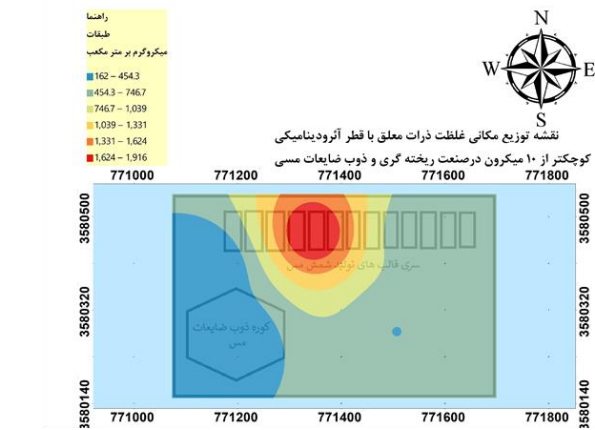 راهنما
طبقات
میکروگرم بر متر مکعب
162 – 454.3
454.3 – 746.7
746.7 – 1,039
1,039 – 1,331
1,331 – 1,624
1,624 – 1,916
N
W E
S
نقشه توزیع مکانی غلظت ذرات معلق با قطر آئرودینامیکی
کوچکتر از ۱۰ میکرون درصنعت ریخته گری و ذوب ضایعات مسی
771000 771200 771400 771600 771800
3580500 3580500
سری قالب های تولید شمش مس
3580320 3580320
کوره ذوب ضایعات
مس
3580140 3580140
771000 771200 771400 771600 771800